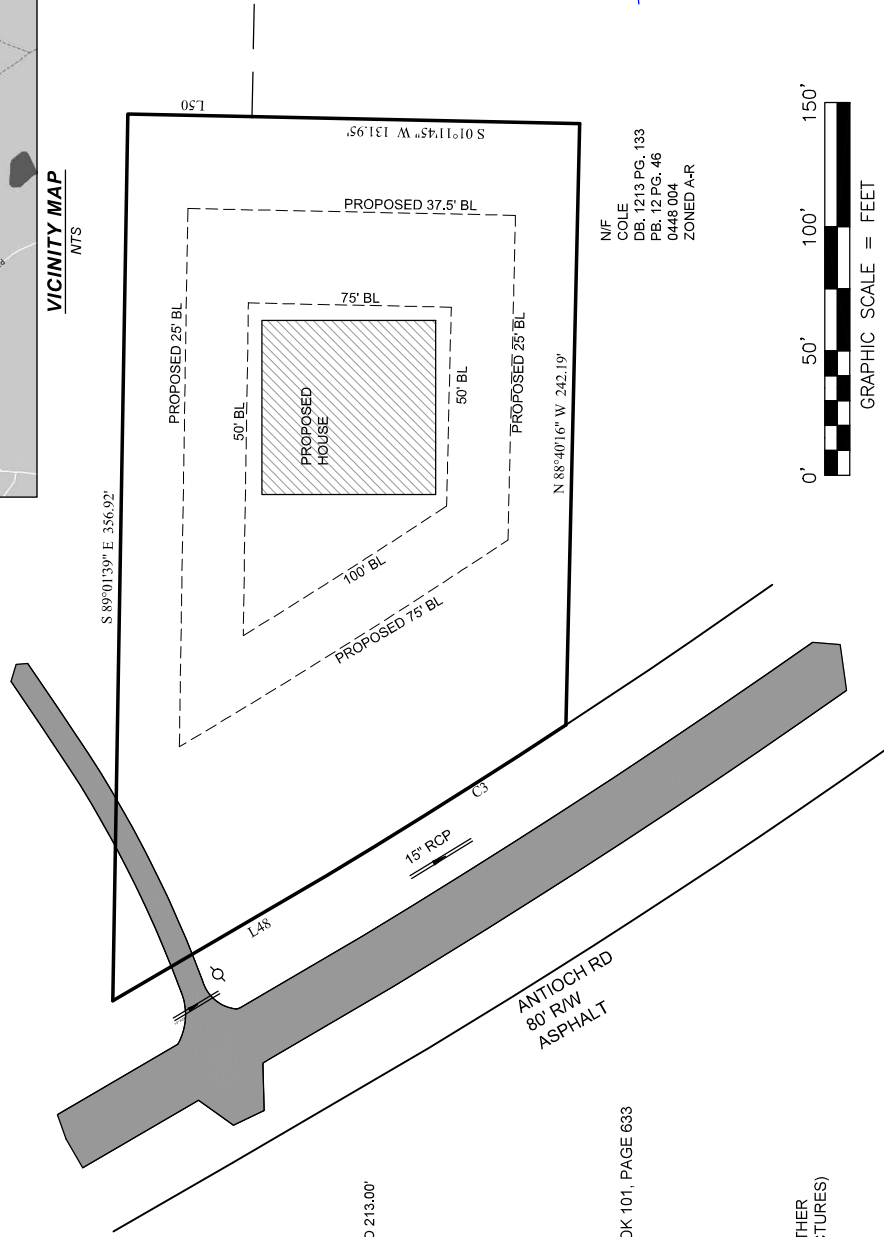 VICINITY MAP
NTS
L50
S 01°11'45" W 131.95'
S 89°01'39" E 356.92'
PROPOSED 25' BL
PROPOSED 37.5' BL
75' BL
50' BL
PROPOSED
HOUSE
50' BL
PROPOSED 25' BL
100' BL
PROPOSED 75' BL
N 88°40'16" W 242.19'
N/F
COLE
DB. 1213 PG. 133
PB. 12 PG. 46
0448 004
ZONED A-R
C3
15" RCP
L48
ANTIOCH RD
80' R/W
ASPHALT
0'
50'
100'
150'
GRAPHIC SCALE = FEET
213.00'
101, PAGE 633